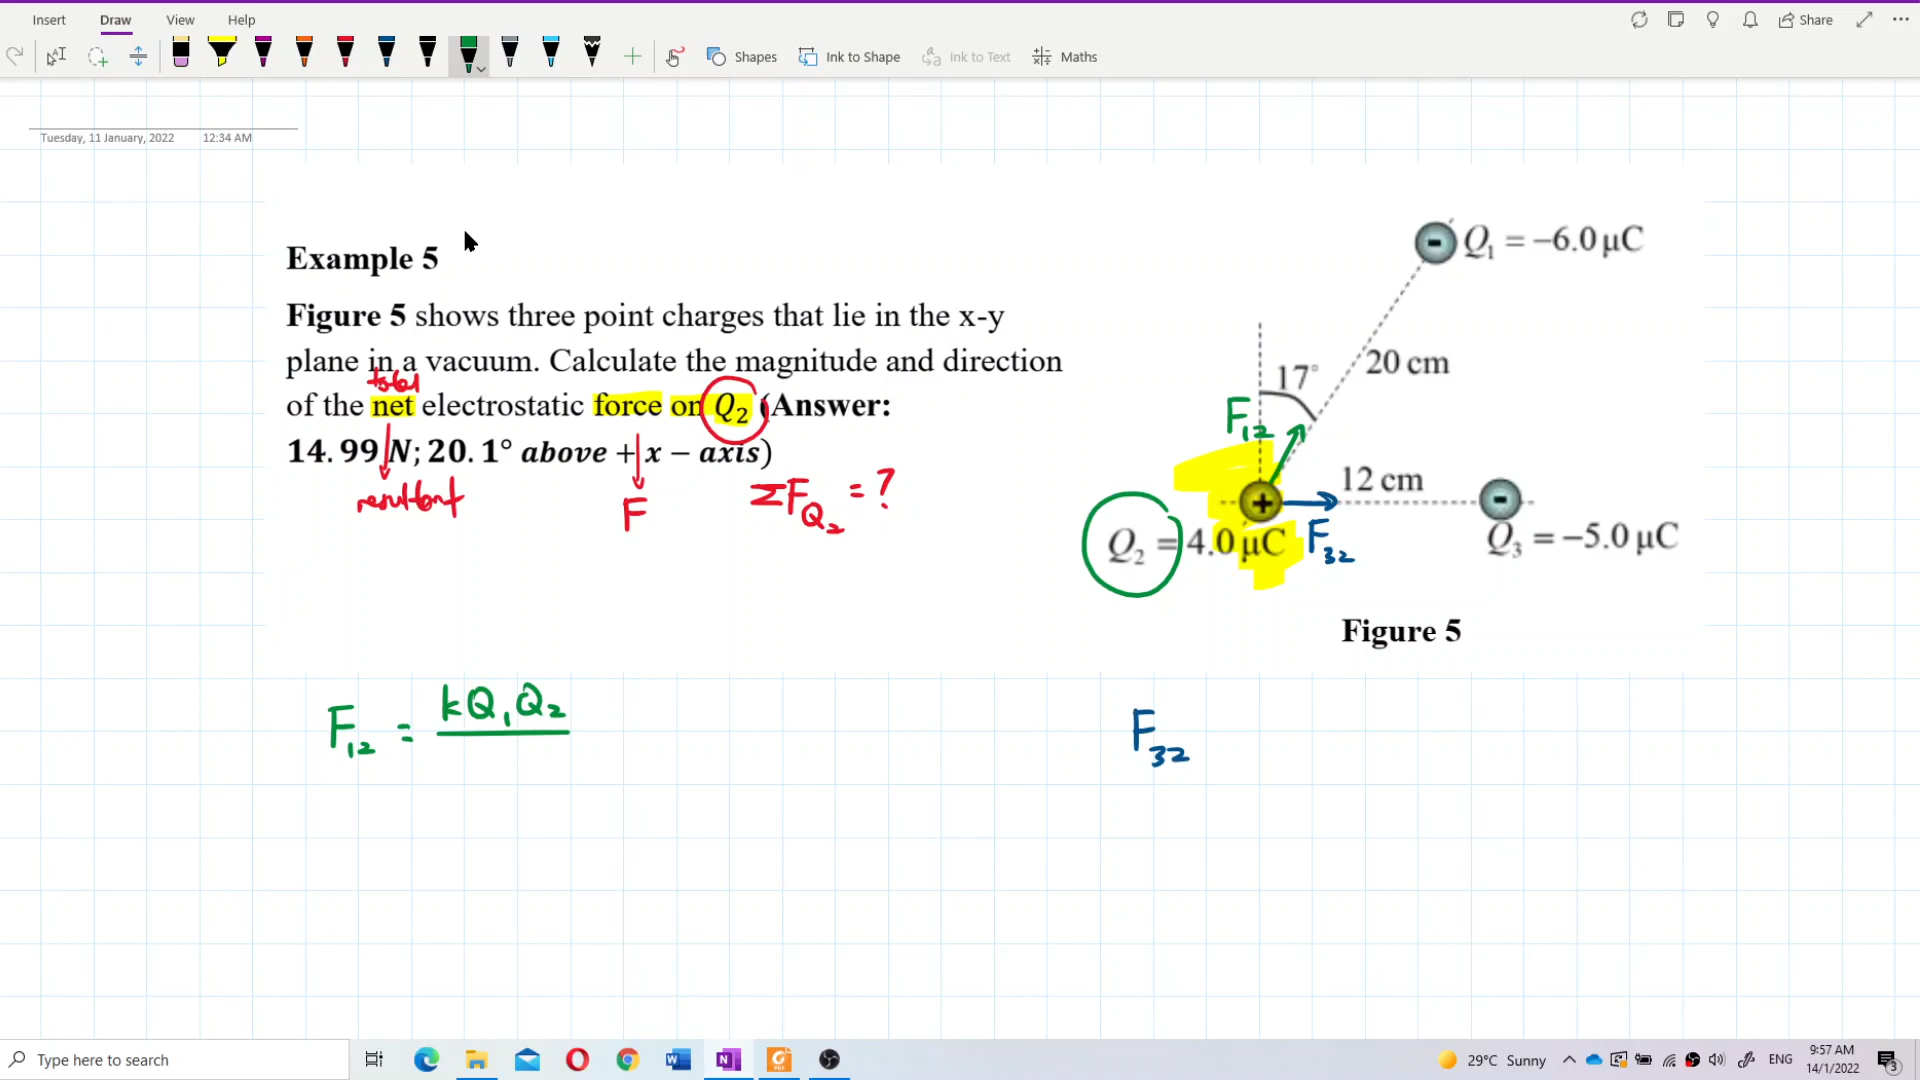 Insert Draw View Help
Share
Shapes Ink to Shape Ink to Text Maths
Tuesday, 11 January, 2022 12:34 AM
Example 5
Figure 5 shows three point charges that lie in the x-y
plane in a vacuum. Calculate the magnitude and direction
total
of the net electrostatic force on Q₂ (Answer:
14.99 N; 20.1° above + x − axis)
resultant
F
ΣF_Q₂ = ?
Q₁ = −6.0 µC
17°
20 cm
F₁₂
12 cm
Q₂ = 4.0 µC
F₃₂
Q₃ = −5.0 µC
Figure 5
F₁₂ = kQ₁Q₂
F₃₂
Type here to search
29°C Sunny
ENG
9:57 AM
14/1/2022
3